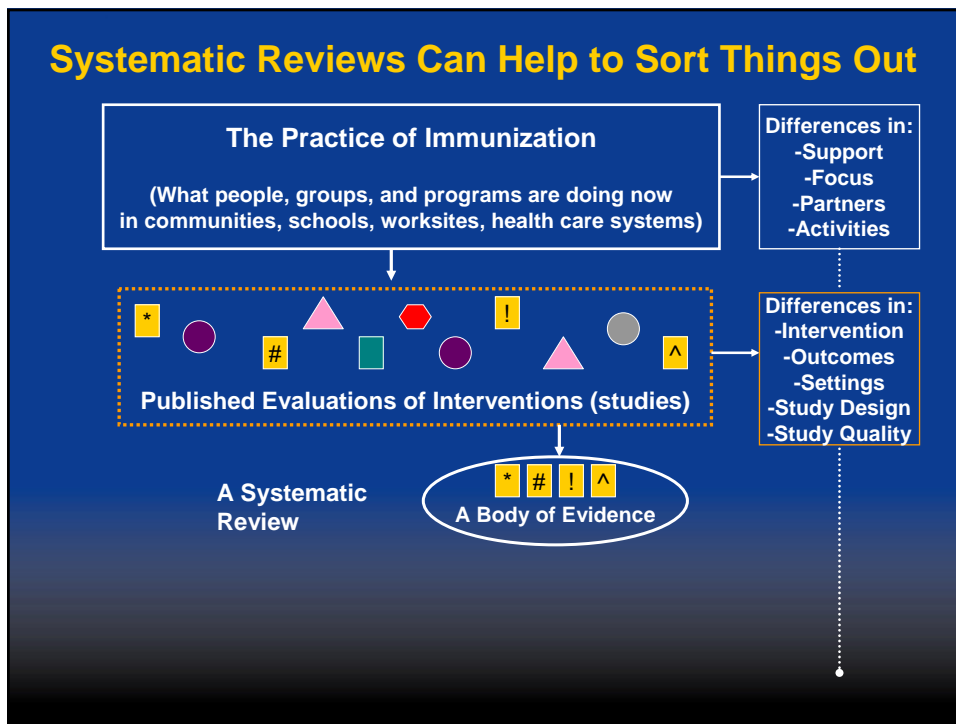 Systematic Reviews Can Help to Sort Things Out
The Practice of Immunization
(What people, groups, and programs are doing now
in communities, schools, worksites, health care systems)
Differences in:
-Support
-Focus
-Partners
-Activities
*
#
!
^
Published Evaluations of Interventions (studies)
Differences in:
-Intervention
-Outcomes
-Settings
-Study Design
-Study Quality
A Systematic
Review
* # ! ^
A Body of Evidence